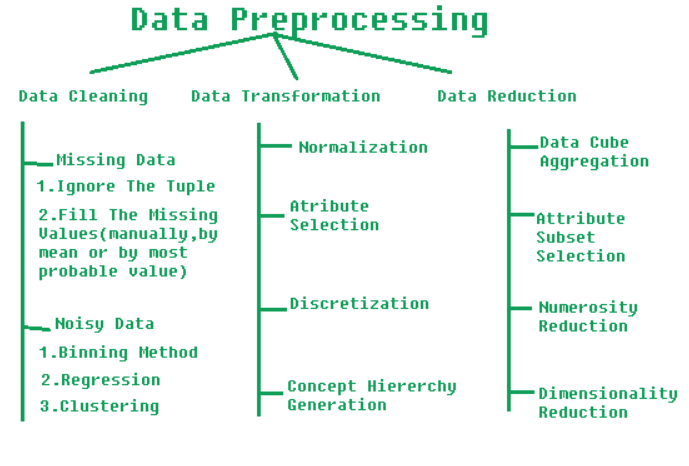 Data Preprocessing
Data Cleaning
Missing Data
1.Ignore The Tuple
2.Fill The Missing
Values(manually,by
mean or by most
probable value)
Noisy Data
1.Binning Method
2.Regression
3.Clustering
Data Transformation
Normalization
Atribute
Selection
Discretization
Concept Hiererchy
Generation
Data Reduction
Data Cube
Aggregation
Attribute
Subset
Selection
Numerosity
Reduction
Dimensionality
Reduction